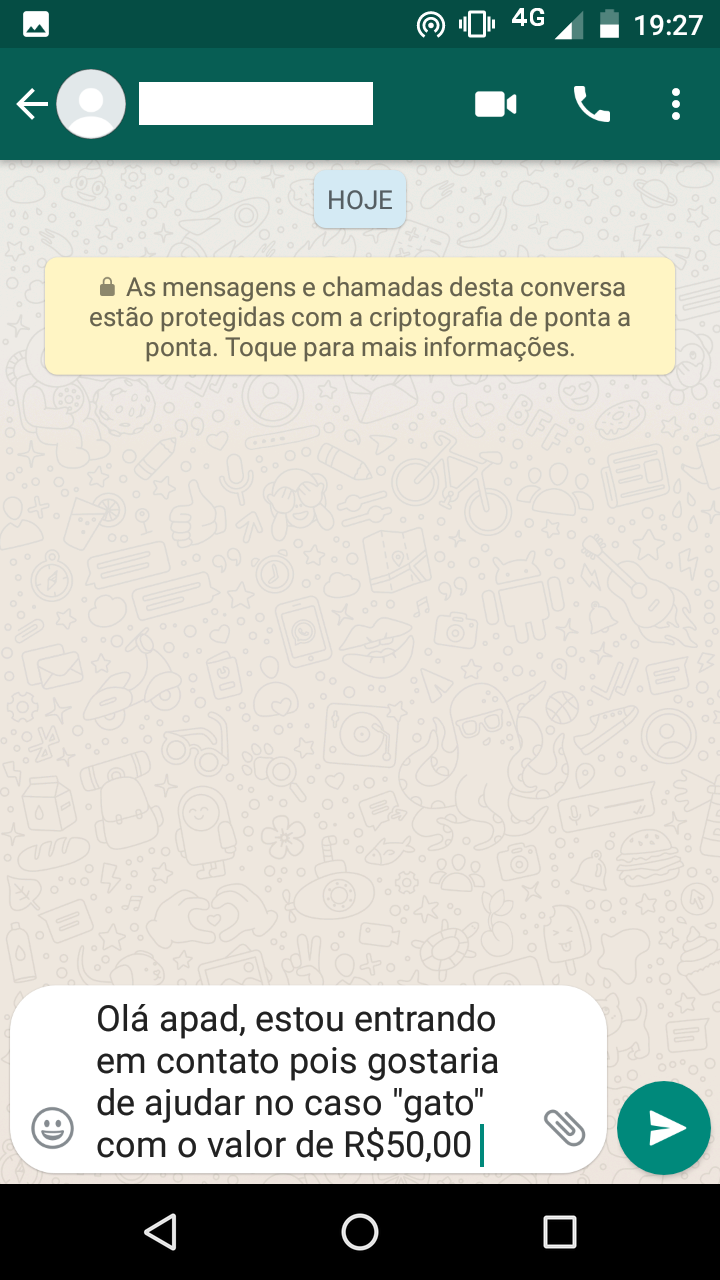 4G 19:27
HOJE
As mensagens e chamadas desta conversa
estão protegidas com a criptografia de ponta a
ponta. Toque para mais informações.
Olá apad, estou entrando
em contato pois gostaria
de ajudar no caso "gato"
com o valor de R$50,00